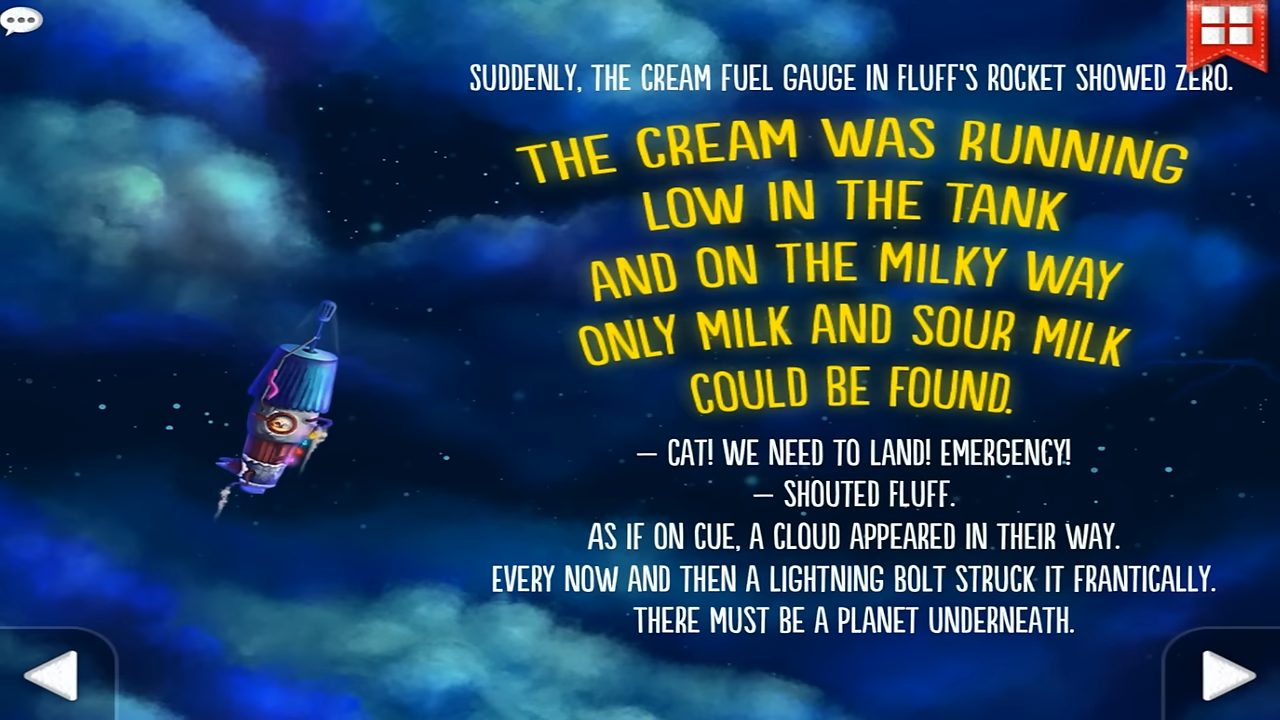 SUDDENLY, THE CREAM FUEL GAUGE IN FLUFF'S ROCKET SHOWED ZERO.
THE CREAM WAS RUNNING
LOW IN THE TANK
AND ON THE MILKY WAY
ONLY MILK AND SOUR MILK
COULD BE FOUND.
– CAT! WE NEED TO LAND! EMERGENCY!
– SHOUTED FLUFF.
AS IF ON CUE, A CLOUD APPEARED IN THEIR WAY.
EVERY NOW AND THEN A LIGHTNING BOLT STRUCK IT FRANTICALLY.
THERE MUST BE A PLANET UNDERNEATH.